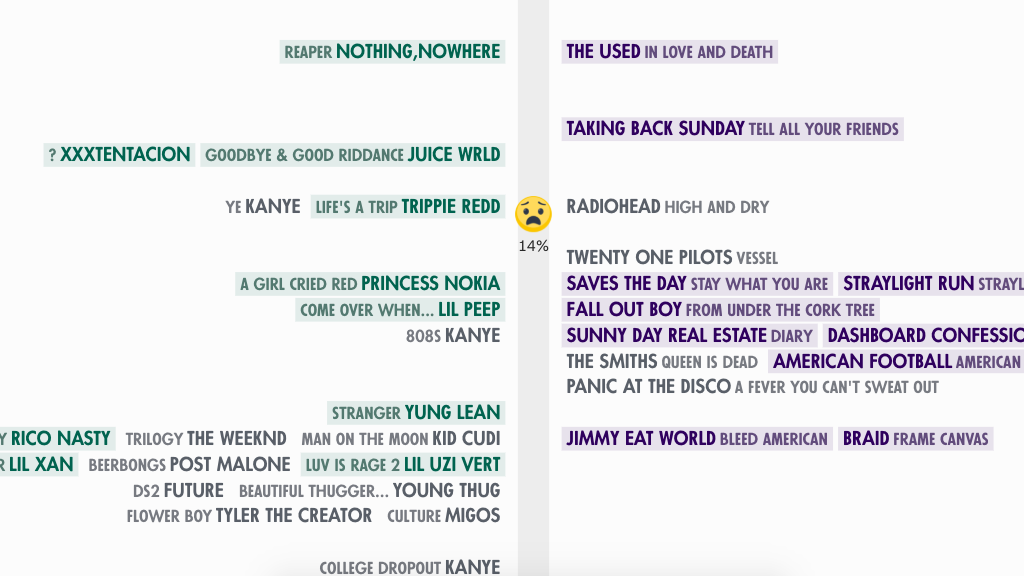 REAPER NOTHING,NOWHERE THE USED IN LOVE AND DEATH
TAKING BACK SUNDAY TELL ALL YOUR FRIENDS
? XXXTENTACION GOODBYE & GOOD RIDDANCE JUICE WRLD
YE KANYE LIFE'S A TRIP TRIPPIE REDD RADIOHEAD HIGH AND DRY
14%
TWENTY ONE PILOTS VESSEL
A GIRL CRIED RED PRINCESS NOKIA SAVES THE DAY STAY WHAT YOU ARE STRAYLIGHT RUN STRAYL
COME OVER WHEN... LIL PEEP FALL OUT BOY FROM UNDER THE CORK TREE
808S KANYE SUNNY DAY REAL ESTATE DIARY DASHBOARD CONFESSIO
THE SMITHS QUEEN IS DEAD AMERICAN FOOTBALL AMERICAN
PANIC AT THE DISCO A FEVER YOU CAN'T SWEAT OUT
STRANGER YUNG LEAN
Y RICO NASTY TRILOGY THE WEEKND MAN ON THE MOON KID CUDI JIMMY EAT WORLD BLEED AMERICAN BRAID FRAME CANVAS
R LIL XAN BEERBONGS POST MALONE LUV IS RAGE 2 LIL UZI VERT
DS2 FUTURE BEAUTIFUL THUGGER... YOUNG THUG
FLOWER BOY TYLER THE CREATOR CULTURE MIGOS
COLLEGE DROPOUT KANYE